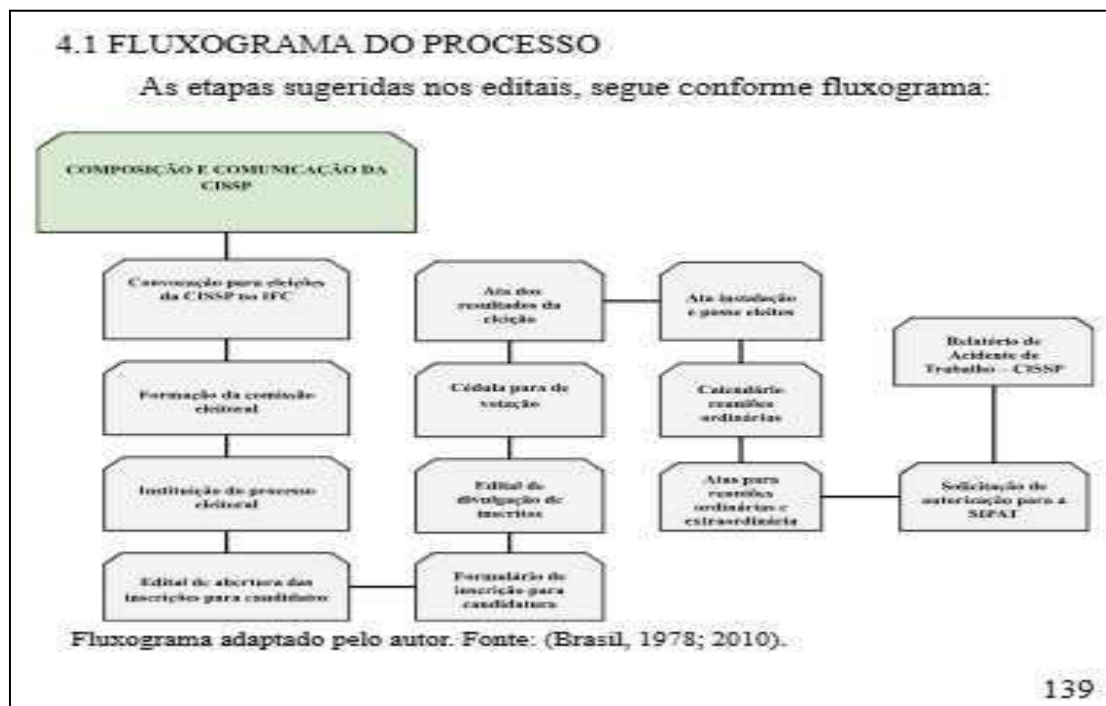 4.1 FLUXOGRAMA DO PROCESSO
As etapas sugeridas nos editais, segue conforme fluxograma:
COMPOSIÇÃO E COMUNICAÇÃO DA
CISSP
Convocação para eleições
da CISSP no IFC
Formação da comissão
eleitoral
Instituição do processo
eleitoral
Edital de abertura das
inscrições para candidato
Formulário de
inscrição para
candidatura
Edital de
divulgação de
inscritos
Cédula para de
votação
Ata dos
resultados da
eleição
Ata instalação
e posse eleitos
Calendário
reuniões
ordinárias
Atas para
reuniões
ordinárias e
extraordinária
Solicitação de
autorização para a
SIPAT
Relatório de
Acidente de
Trabalho – CISSP
Fluxograma adaptado pelo autor. Fonte: (Brasil, 1978; 2010).
139